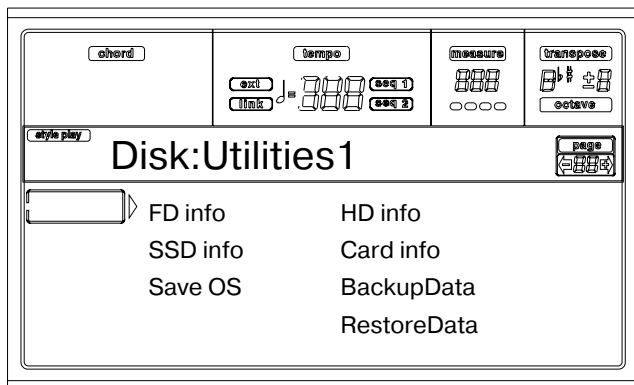 chord
tempo
measure
transpose
ext
seq 1
link
seq 2
octave
style play
Disk:Utilities1
page
FD info HD info
SSD info Card info
Save OS BackupData
RestoreData